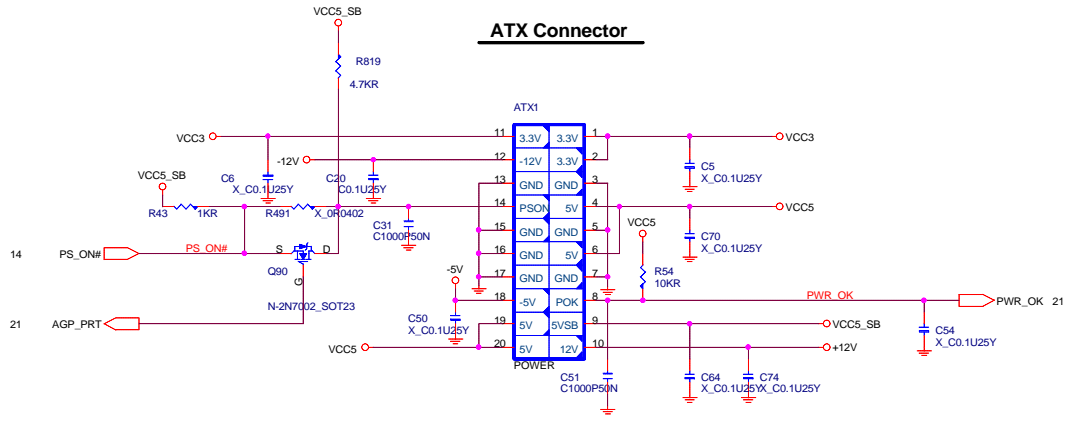 ATX Connector
VCC5_SB
R819
4.7KR
ATX1
VCC3
11 3.3V 3.3V 1
VCC3
-12V
12 -12V 3.3V 2
C6
X_C0.1U25Y
C20
C0.1U25Y
C5
X_C0.1U25Y
VCC5_SB
13 GND GND 3
R43 1KR
R491 X_0R0402
14 PSON 5V 4
VCC5
C31
C1000P50N
15 GND GND 5
VCC5
C70
X_C0.1U25Y
14 PS_ON# PS_ON#
S D
G
Q90
N-2N7002_SOT23
16 GND 5V 6
-5V
17 GND GND 7
R54
10KR
18 -5V POK 8
PWR_OK
PWR_OK 21
21 AGP_PRT
C50
X_C0.1U25Y
19 5V 5VSB 9
VCC5_SB
C54
X_C0.1U25Y
VCC5
20 5V 12V 10
+12V
POWER
C51
C1000P50N
C64
X_C0.1U25Y
C74
X_C0.1U25Y